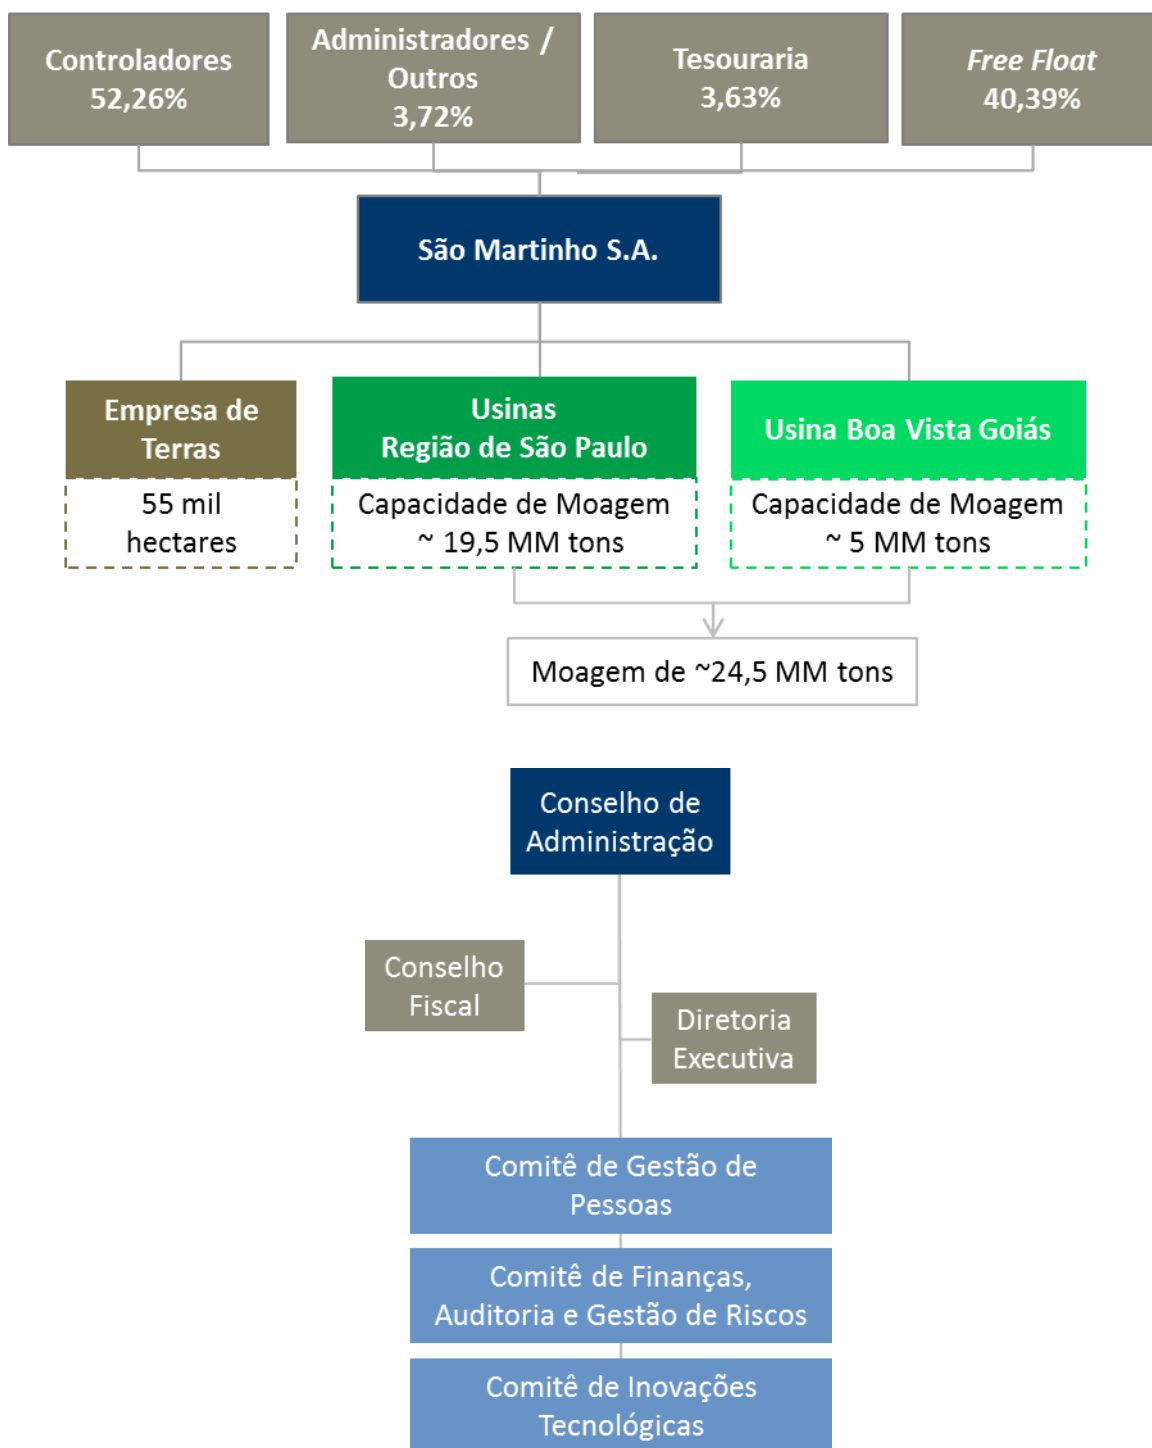 Controladores
52,26%
Administradores /
Outros
3,72%
Tesouraria
3,63%
Free Float
40,39%
São Martinho S.A.
Empresa de
Terras
55 mil
hectares
Usinas
Região de São Paulo
Capacidade de Moagem
~ 19,5 MM tons
Usina Boa Vista Goiás
Capacidade de Moagem
~ 5 MM tons
Moagem de ~24,5 MM tons
Conselho de
Administração
Conselho
Fiscal
Diretoria
Executiva
Comitê de Gestão de
Pessoas
Comitê de Finanças,
Auditoria e Gestão de Riscos
Comitê de Inovações
Tecnológicas